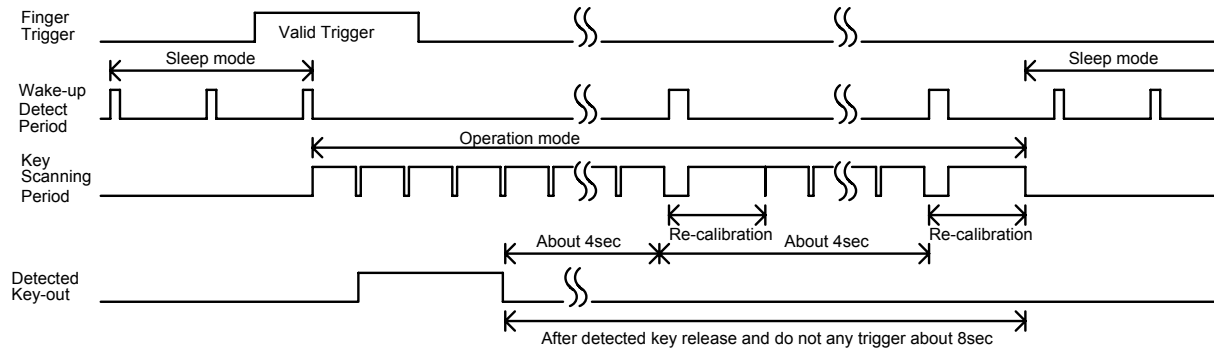 Finger
Trigger
Valid Trigger
Sleep mode
Sleep mode
Wake-up
Detect
Period
Operation mode
Key
Scanning
Period
Re-calibration
Re-calibration
About 4sec
About 4sec
Detected
Key-out
After detected key release and do not any trigger about 8sec